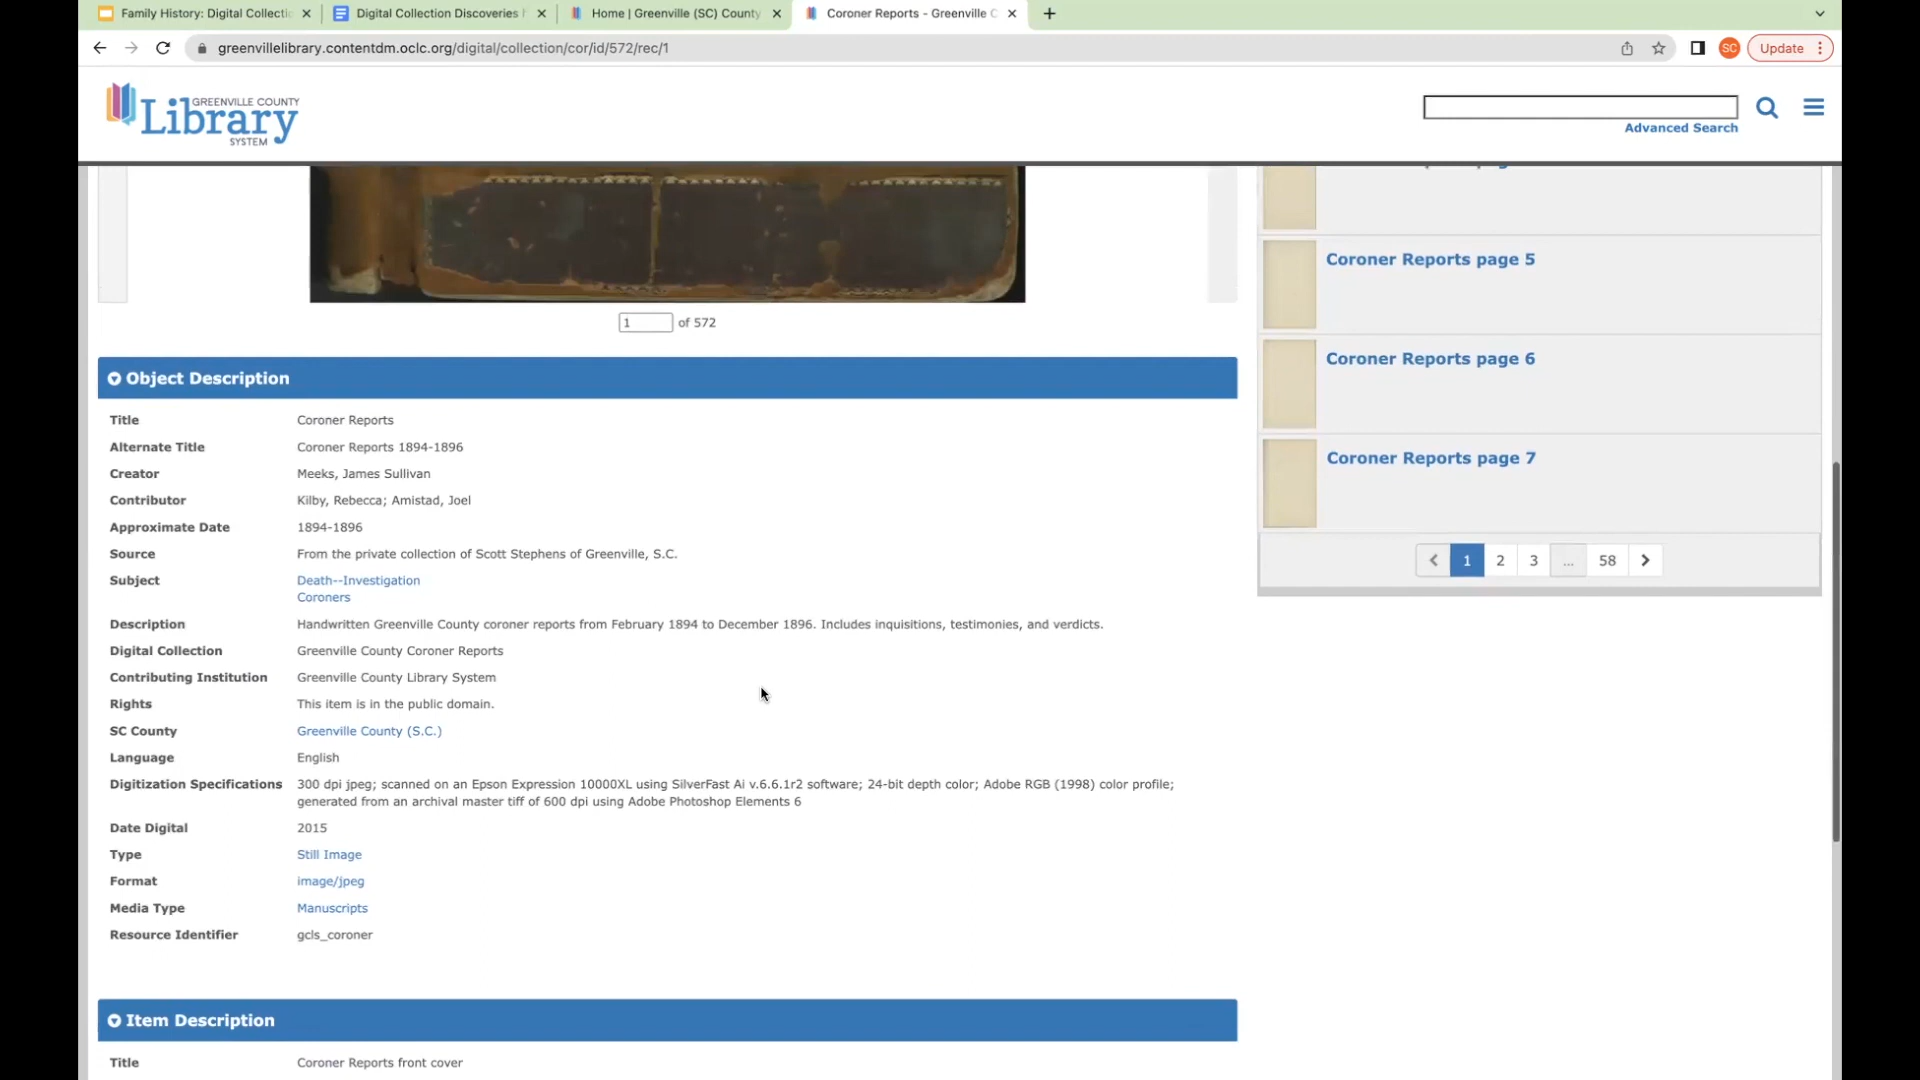 Family History: Digital Collecti
Digital Collection Discoveries
Home | Greenville (SC) County
Coroner Reports - Greenville C
greenvillelibrary.contentdm.oclc.org/digital/collection/cor/id/572/rec/1
SC
Update
GREENVILLE COUNTY
Library
SYSTEM
Advanced Search
Coroner Reports page 5
Coroner Reports page 6
Coroner Reports page 7
1 2 3 ... 58
1 of 572
Object Description
Title Coroner Reports
Alternate Title Coroner Reports 1894-1896
Creator Meeks, James Sullivan
Contributor Kilby, Rebecca; Amistad, Joel
Approximate Date 1894-1896
Source From the private collection of Scott Stephens of Greenville, S.C.
Subject Death--Investigation
Coroners
Description Handwritten Greenville County coroner reports from February 1894 to December 1896. Includes inquisitions, testimonies, and verdicts.
Digital Collection Greenville County Coroner Reports
Contributing Institution Greenville County Library System
Rights This item is in the public domain.
SC County Greenville County (S.C.)
Language English
Digitization Specifications 300 dpi jpeg; scanned on an Epson Expression 10000XL using SilverFast Ai v.6.6.1r2 software; 24-bit depth color; Adobe RGB (1998) color profile;
generated from an archival master tiff of 600 dpi using Adobe Photoshop Elements 6
Date Digital 2015
Type Still Image
Format image/jpeg
Media Type Manuscripts
Resource Identifier gcls_coroner
Item Description
Title Coroner Reports front cover